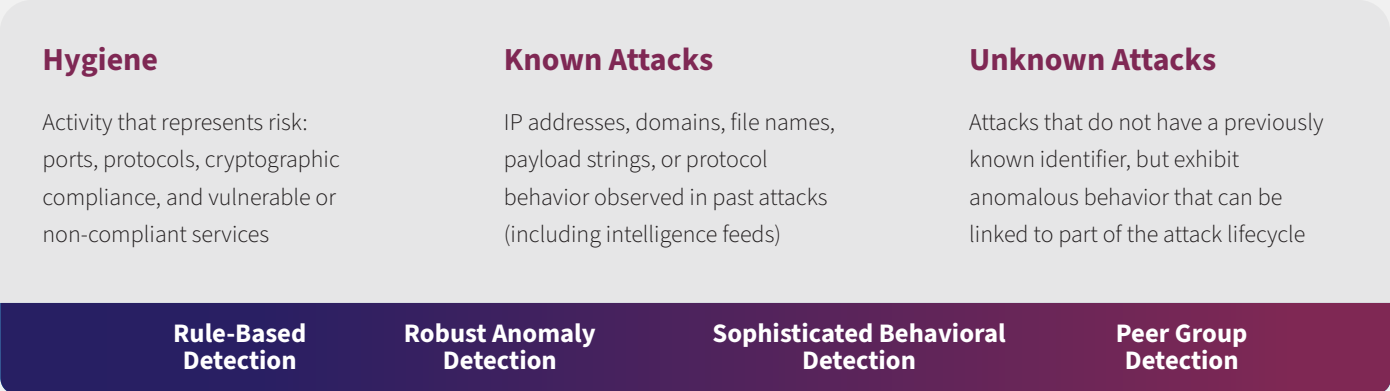 Hygiene
Activity that represents risk:
ports, protocols, cryptographic
compliance, and vulnerable or
non-compliant services
Known Attacks
IP addresses, domains, file names,
payload strings, or protocol
behavior observed in past attacks
(including intelligence feeds)
Unknown Attacks
Attacks that do not have a previously
known identifier, but exhibit
anomalous behavior that can be
linked to part of the attack lifecycle
Rule-Based
Detection
Robust Anomaly
Detection
Sophisticated Behavioral
Detection
Peer Group
Detection